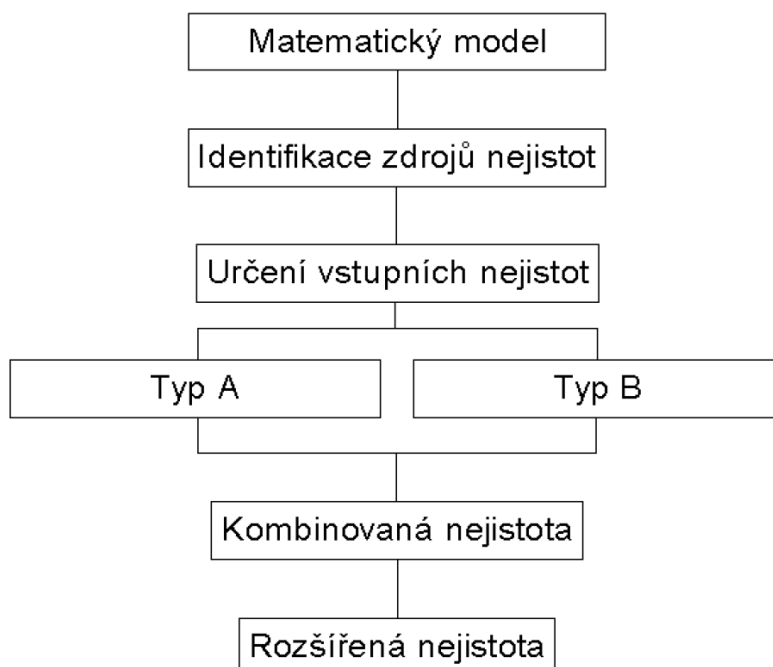 Matematický model
Identifikace zdrojů nejistot
Určení vstupních nejistot
Typ A
Typ B
Kombinovaná nejistota
Rozšířená nejistota